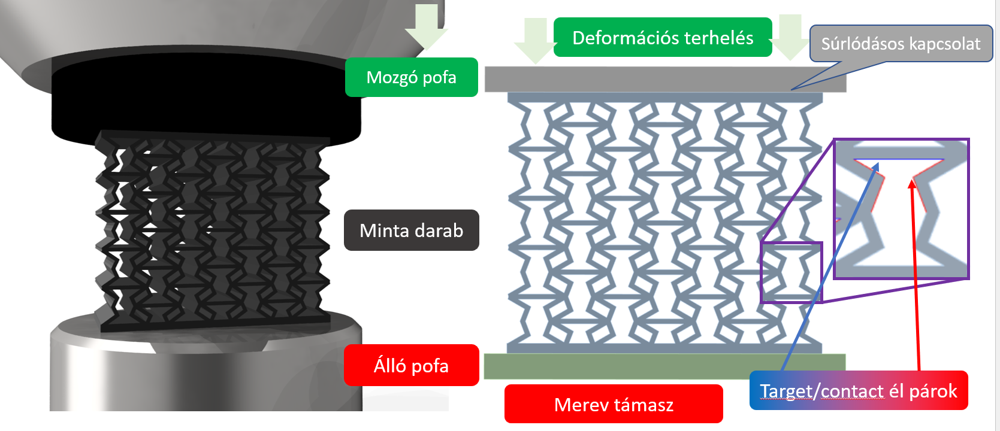 Deformációs terhelés
Súrlódásos kapcsolat
Mozgó pofa
Minta darab
Álló pofa
Merev támasz
Target/contact él párok